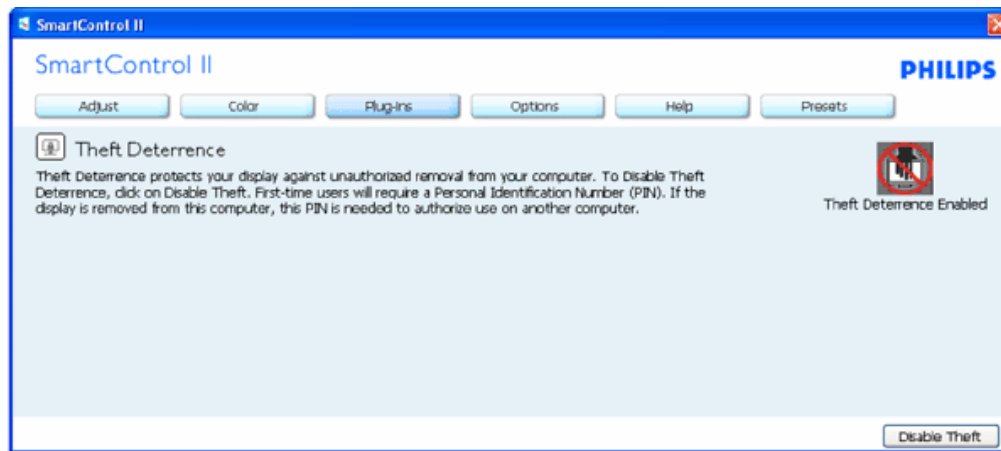 SmartControl II
SmartControl II
PHILIPS
Adjust
Color
Plug-Ins
Options
Help
Presets
Theft Deterrence
Theft Deterrence protects your display against unauthorized removal from your computer. To Disable Theft
Deterrence, click on Disable Theft. First-time users will require a Personal Identification Number (PIN). If the
display is removed from this computer, this PIN is needed to authorize use on another computer.
Theft Deterrence Enabled
Disable Theft